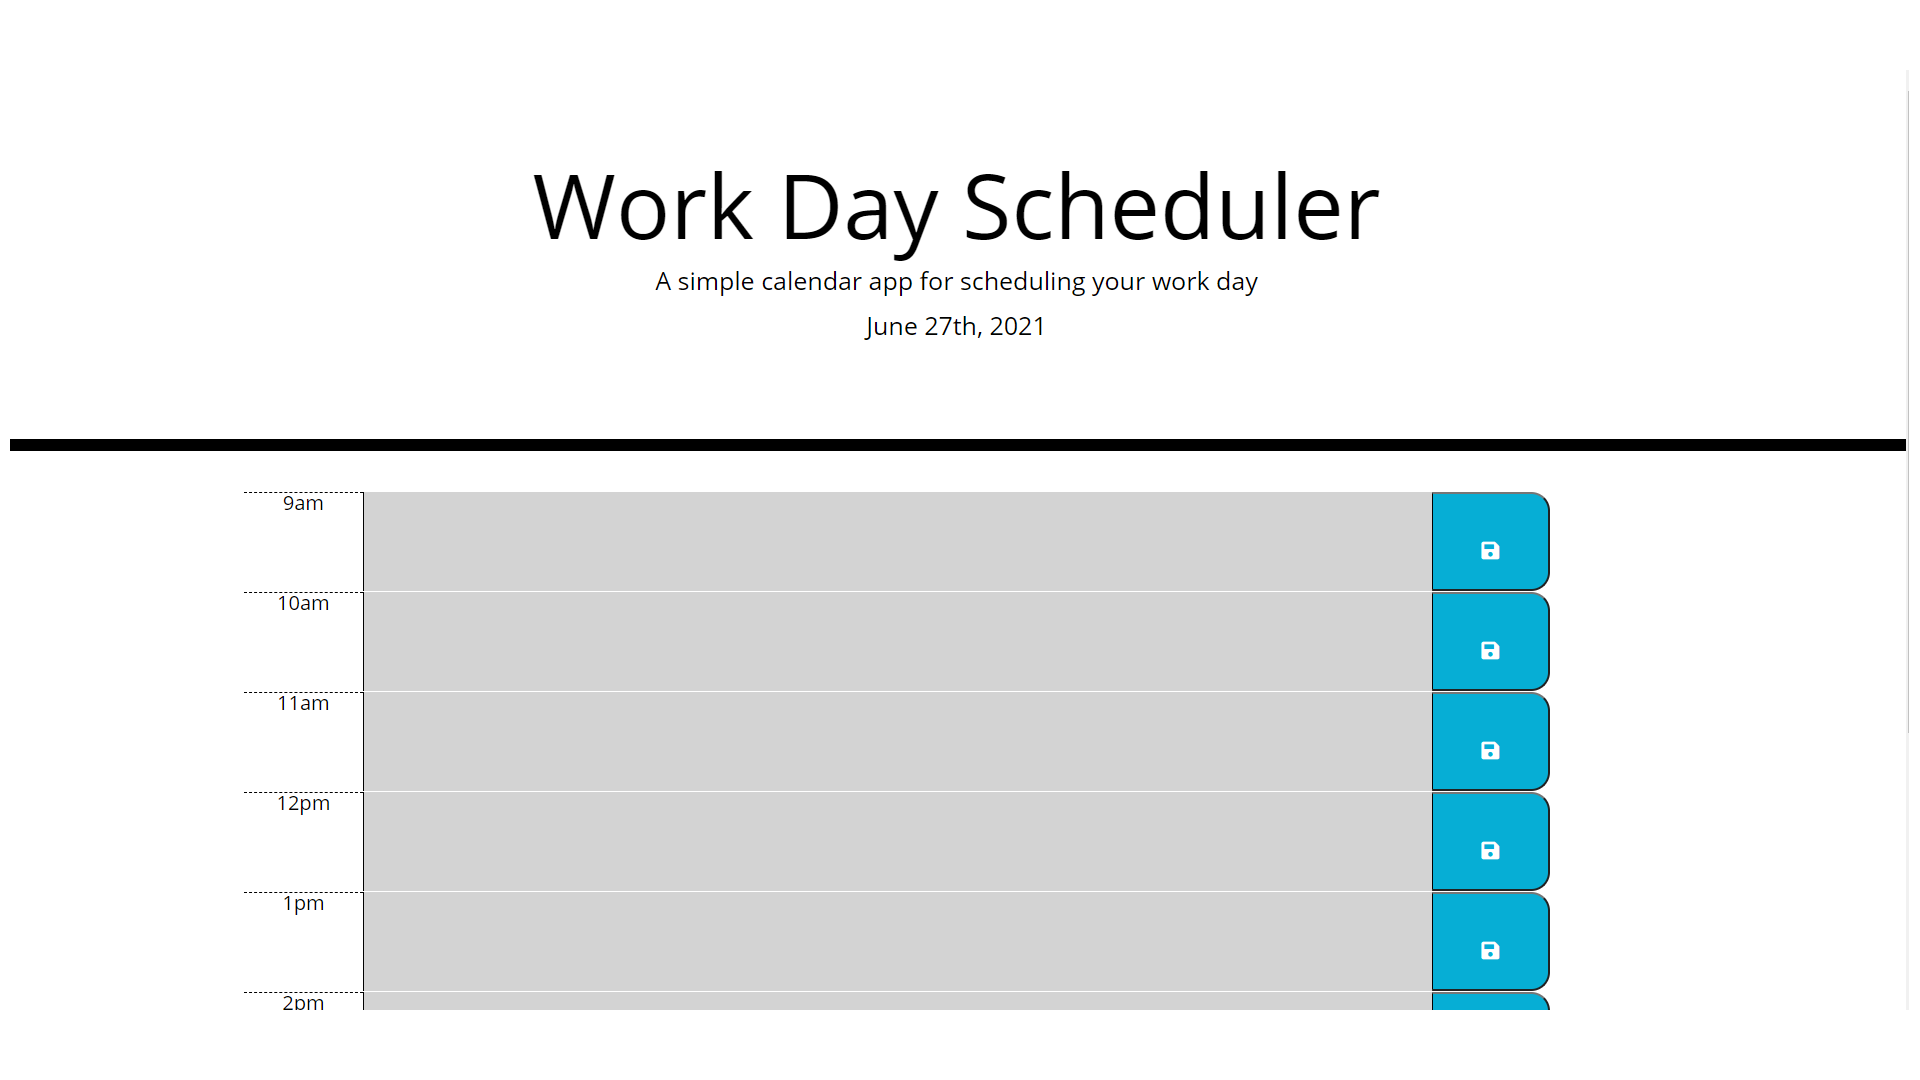 Work Day Scheduler
A simple calendar app for scheduling your work day
June 27th, 2021
9am
10am
11am
12pm
1pm
2pm